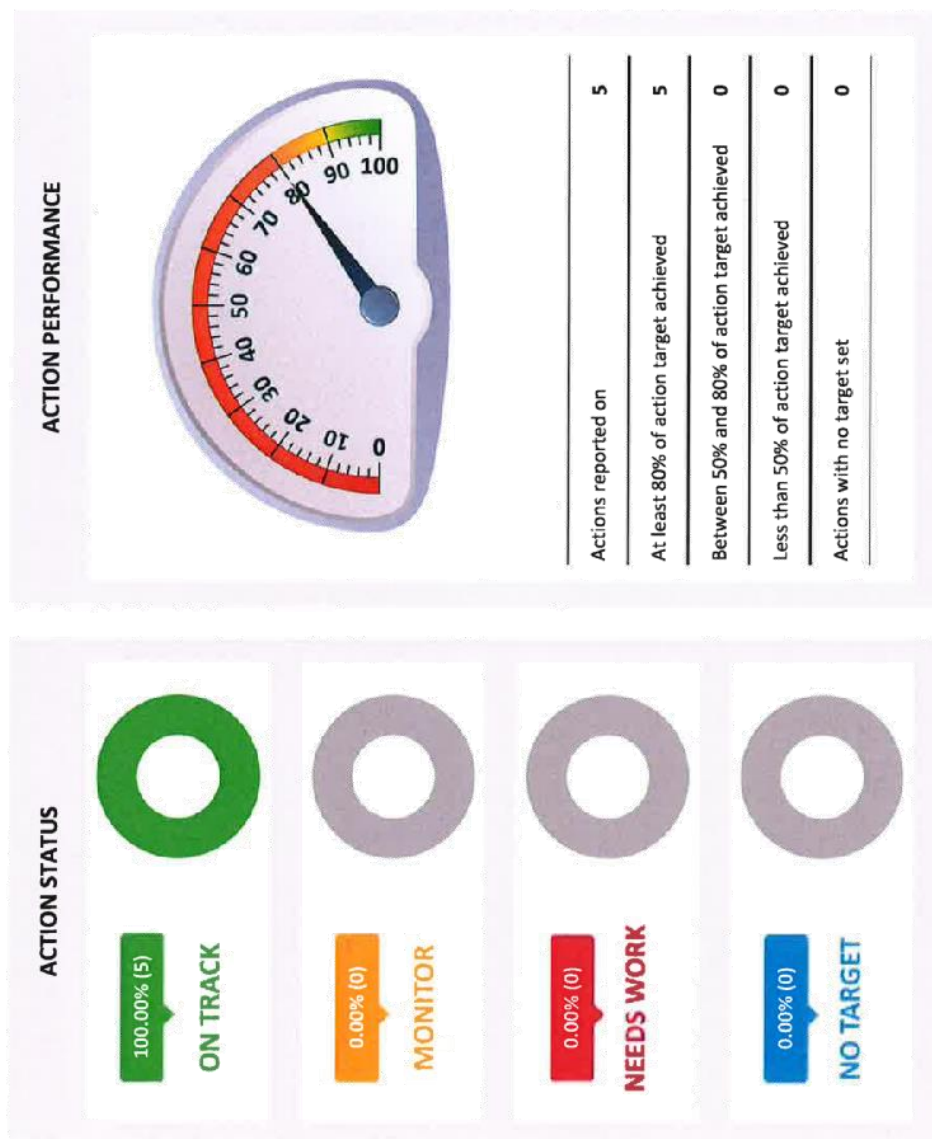 ACTION STATUS
100.00% (5)
ON TRACK
0.00% (0)
MONITOR
0.00% (0)
NEEDS WORK
0.00% (0)
NO TARGET
ACTION PERFORMANCE
0
10
20
30
40
50
60
70
80
90
100
Actions reported on 5
At least 80% of action target achieved 5
Between 50% and 80% of action target achieved 0
Less than 50% of action target achieved 0
Actions with no target set 0